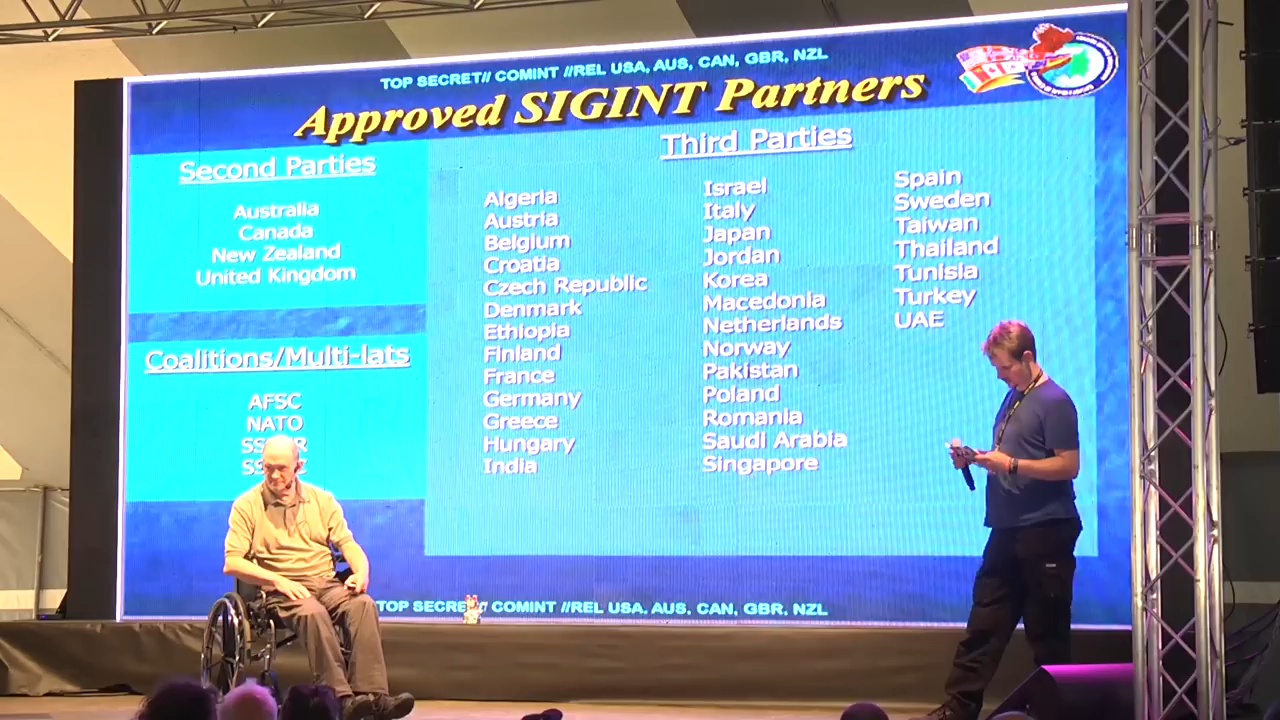 TOP SECRET// COMINT //REL USA, AUS, CAN, GBR, NZL
Approved SIGINT Partners
Second Parties
Australia
Canada
New Zealand
United Kingdom
Coalitions/Multi-lats
AFSC
NATO
Third Parties
Algeria
Austria
Belgium
Croatia
Czech Republic
Denmark
Ethiopia
Finland
France
Germany
Greece
Hungary
India
Israel
Italy
Japan
Jordan
Korea
Macedonia
Netherlands
Norway
Pakistan
Poland
Romania
Saudi Arabia
Singapore
Spain
Sweden
Taiwan
Thailand
Tunisia
Turkey
UAE
TOP SECRET// COMINT //REL USA, AUS, CAN, GBR, NZL